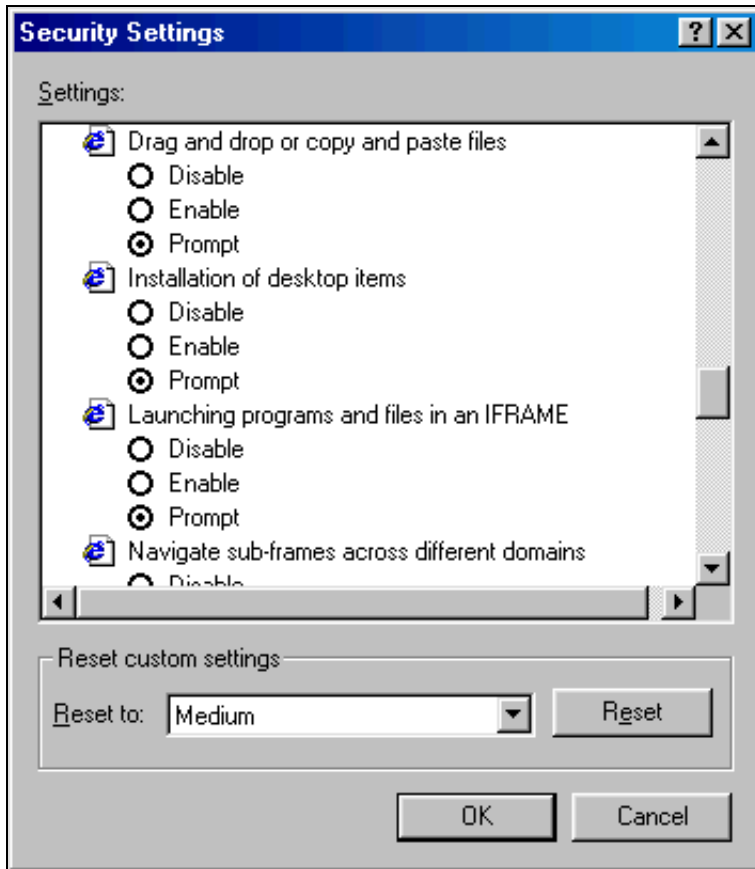 Security Settings
Settings:
Drag and drop or copy and paste files
Disable
Enable
Prompt
Installation of desktop items
Disable
Enable
Prompt
Launching programs and files in an IFRAME
Disable
Enable
Prompt
Navigate sub-frames across different domains
Disable
Reset custom settings
Reset to: Medium Reset
OK Cancel